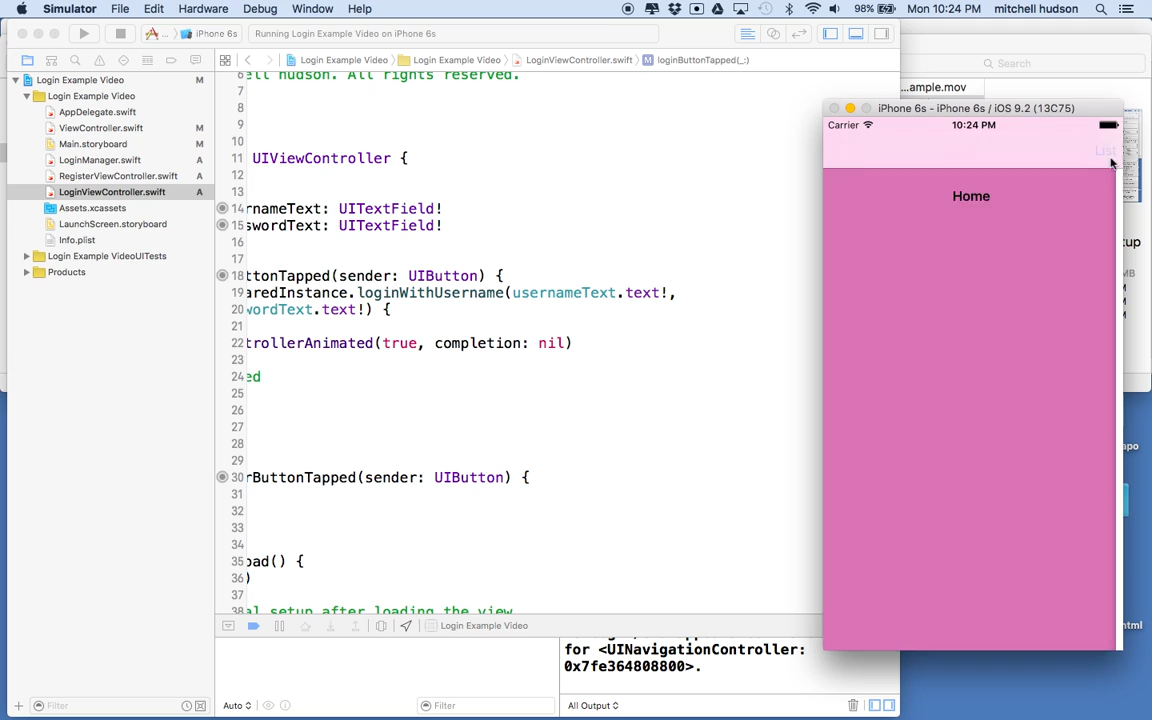 Simulator File Edit Hardware Debug Window Help 98% Mon 10:24 PM mitchell hudson
iPhone 6s Running Login Example Video on iPhone 6s
Login Example Video Login Example Video LoginViewController.swift M loginButtonTapped(_:)
Search
...ample.mov
Login Example Video M
Login Example Video
AppDelegate.swift
ViewController.swift M
Main.storyboard M
LoginManager.swift A
RegisterViewController.swift A
LoginViewController.swift A
Assets.xcassets
LaunchScreen.storyboard
Info.plist
Login Example VideoUITests
Products
6 ell hudson. All rights reserved.
7
8
9
10
11 UIViewController {
12
13
14 rnameText: UITextField!
15 swordText: UITextField!
16
17
18 ttonTapped(sender: UIButton) {
19 aredInstance.loginWithUsername(usernameText.text!,
20 wordText.text!) {
21
22 trollerAnimated(true, completion: nil)
23
24 ed
25
26
27
28
29
30 rButtonTapped(sender: UIButton) {
31
32
33
34
35 oad() {
36 )
37
38 al setup after loading the view
iPhone 6s - iPhone 6s / iOS 9.2 (13C75)
Carrier 10:24 PM
List
Home
tup
MB
apo
html
Login Example Video
for <UINavigationController:
0x7fe364808800>.
Filter Auto Filter All Output